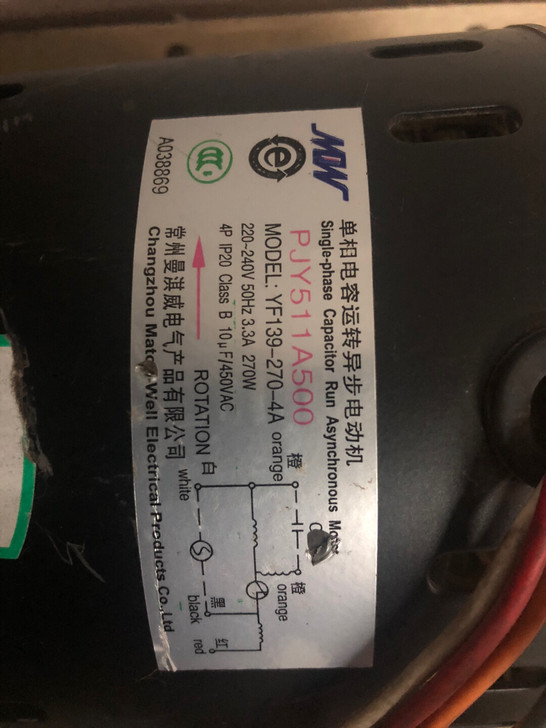 MDW
CCC
A038869
单相电容运转异步电动机
Single-phase Capacitor Run Asynchronous Motor
PJY511A500
MODEL: YF139-270-4A
220~240V 50Hz 3.3A 270W
4P IP20 Class B 10μF/450VAC
ROTATION
常州曼淇威电气产品有限公司
Changzhou Well Electrical Products Co.,Ltd
橙
orange
橙
orange
白
white
黑
black
红
red